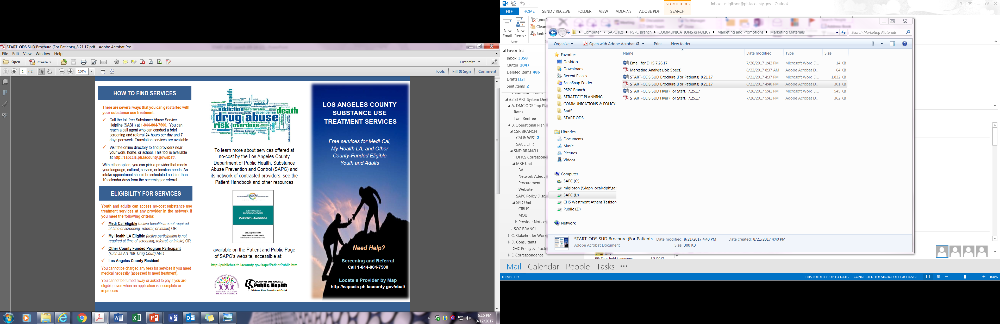 START-ODS SUD Brochure (For Patients)_8.21.17.pdf - Adobe Acrobat Pro
File Edit View Window Help
Open Create Customize
1 / 2 100% Tools Fill & Sign Comment
HOW TO FIND SERVICES
There are several ways that you can get started with
your substance use treatment:
✓ Call the toll-free Substance Abuse Service
Helpline (SASH) at 1-844-804-7500. You can
reach a call agent who can conduct a brief
screening and referral 24-hours per day and 7
days per week. Translation services are available.
✓ Visit the online directory to find providers near
your work, home, or school. This tool is available
at http://sapccis.ph.lacounty.gov/sbat/.
With either option, you can pick a provider that meets
your language, cultural, service, or location needs. An
intake appointment should be scheduled no later than
10 calendar days from the screening or referral.
ELIGIBILITY FOR SERVICES
Youth and adults can access no-cost substance use
treatment services at any provider in the network if
you meet the following criteria:
✓ Medi-Cal Eligible (active benefits are not required
at time of screening, referral, or intake) OR
✓ My Health LA Eligible (active participation is not
required at time of screening, referral, or intake) OR
✓ Other County Funded Program Participant
(such as AB 109, Drug Court) AND
✓ Los Angeles County Resident
You cannot be charged any fees for services if you meet
medical necessity (assessed to need treatment).
You cannot be turned away or asked to pay if you are
eligible, even when an application is incomplete or
in-process.
health
amphetamines opioids
addiction barbiturates
addictive personality dependence death
drug abuse
risk overdose
cocaine antisocial behavior
drug addict
alcohol
substance-related disorder
To learn more about services offered at
no-cost by the Los Angeles County
Department of Public Health, Substance
Abuse Prevention and Control (SAPC) and
its network of contracted providers, see the
Patient Handbook and other resources
START-ODS
SUBSTANCE USE
TREATMENT SERVICES
PATIENT HANDBOOK
Los Angeles County
Department of Public Health
Substance Abuse Prevention and Control
available on the Patient and Public Page
of SAPC's website, accessible at:
http://publichealth.lacounty.gov/sapc/PatientPublic.htm
LOS ANGELES COUNTY
HEALTH AGENCY
COUNTY OF LOS ANGELES
Public Health
Substance Abuse Prevention and Control
LOS ANGELES COUNTY
SUBSTANCE USE
TREATMENT SERVICES
Free services for Medi-Cal,
My Health LA, and Other
County-Funded Eligible
Youth and Adults
Need Help?
Screening and Referral
Call 1-844-804-7500
Locate a Provider by Map
http://sapccis.ph.lacounty.gov/sbat/
6:15 PM
9/12/2017
SEARCH TOOLS
Inbox - migibson@ph.lacounty.gov - Outlook
FILE HOME SEND / RECEIVE FOLDER VIEW ADD-INS ADOBE PDF SEARCH
New Email
New Items
Ignor
Clean
Junk
New
Favorites
Inbox 3358
Clutter 2047
Deleted Items 486
Drafts [12]
Sent Items 2
Treatment - Youth
#2 START System Des
A. DMC ODS Imp Pla
Rates
Tom Renfree
B. Operational Plan
CSR BRANCH
CM & WPC 2
SAGE EHR
SND BRANCH
DHCS Correspond
MBE Unit
BAL
Network Adequ
Procurement
Website
SAPC Policy Discu
SPD Unit
CIBHS
MOU
Provider Notices
SOC BRANCH
C. Stakeholder Work
D. Consultants
DMC Policy & Practi
E. Correspondence
Computer SAPC (L:) PSPC Branch COMMUNICATIONS & POLICY Marketing and Promotions Marketing Materials
Search Marketing Materials
Organize Open with Adobe Acrobat XI Print New folder
Favorites
Desktop
Downloads
Recent Places
ScanSnap Folder
PSPC Branch
STRATEGIC PLANNING
COMMUNICATIONS & POLICY
Staff
START ODS
Libraries
Documents
Music
Pictures
Videos
Computer
SAPC (C:)
migibson (\\laph.local\dph\sap
SAPC (L:)
CHS Westmont Athens Taskforc
Public (Z:)
Network
Name Date modified Type Size
Email for DHS 7.26.17 7/26/2017 1:42 PM Microsoft Word D... 14 KB
Marketing Analyst (Job Specs) 8/22/2017 8:37 AM Adobe Acrobat D... 64 KB
START-ODS SUD Brochure (For Patients)_8.21.17 8/21/2017 4:37 PM Microsoft Word D... 1,832 KB
START-ODS SUD Brochure (For Patients)_8.21.17 8/21/2017 4:40 PM Adobe Acrobat D... 301 KB
START-ODS SUD Flyer (For Staff)_7.25.17 7/26/2017 5:41 PM Microsoft Word D... 545 KB
START-ODS SUD Flyer (For Staff)_7.25.17 7/26/2017 5:41 PM Adobe Acrobat D... 362 KB
START-ODS SUD Brochure (For Patients... Date modified: 8/21/2017 4:40 PM Date created: 8/21/2017 4:40 PM
Adobe Acrobat Document Size: 300 KB
RE: Threshold Languages 8/1/2017
Mail Calendar People Tasks
ITEMS: 119 THIS FOLDER IS UP TO DATE. CONNECTED TO: MICROSOFT EXCHANGE 100%